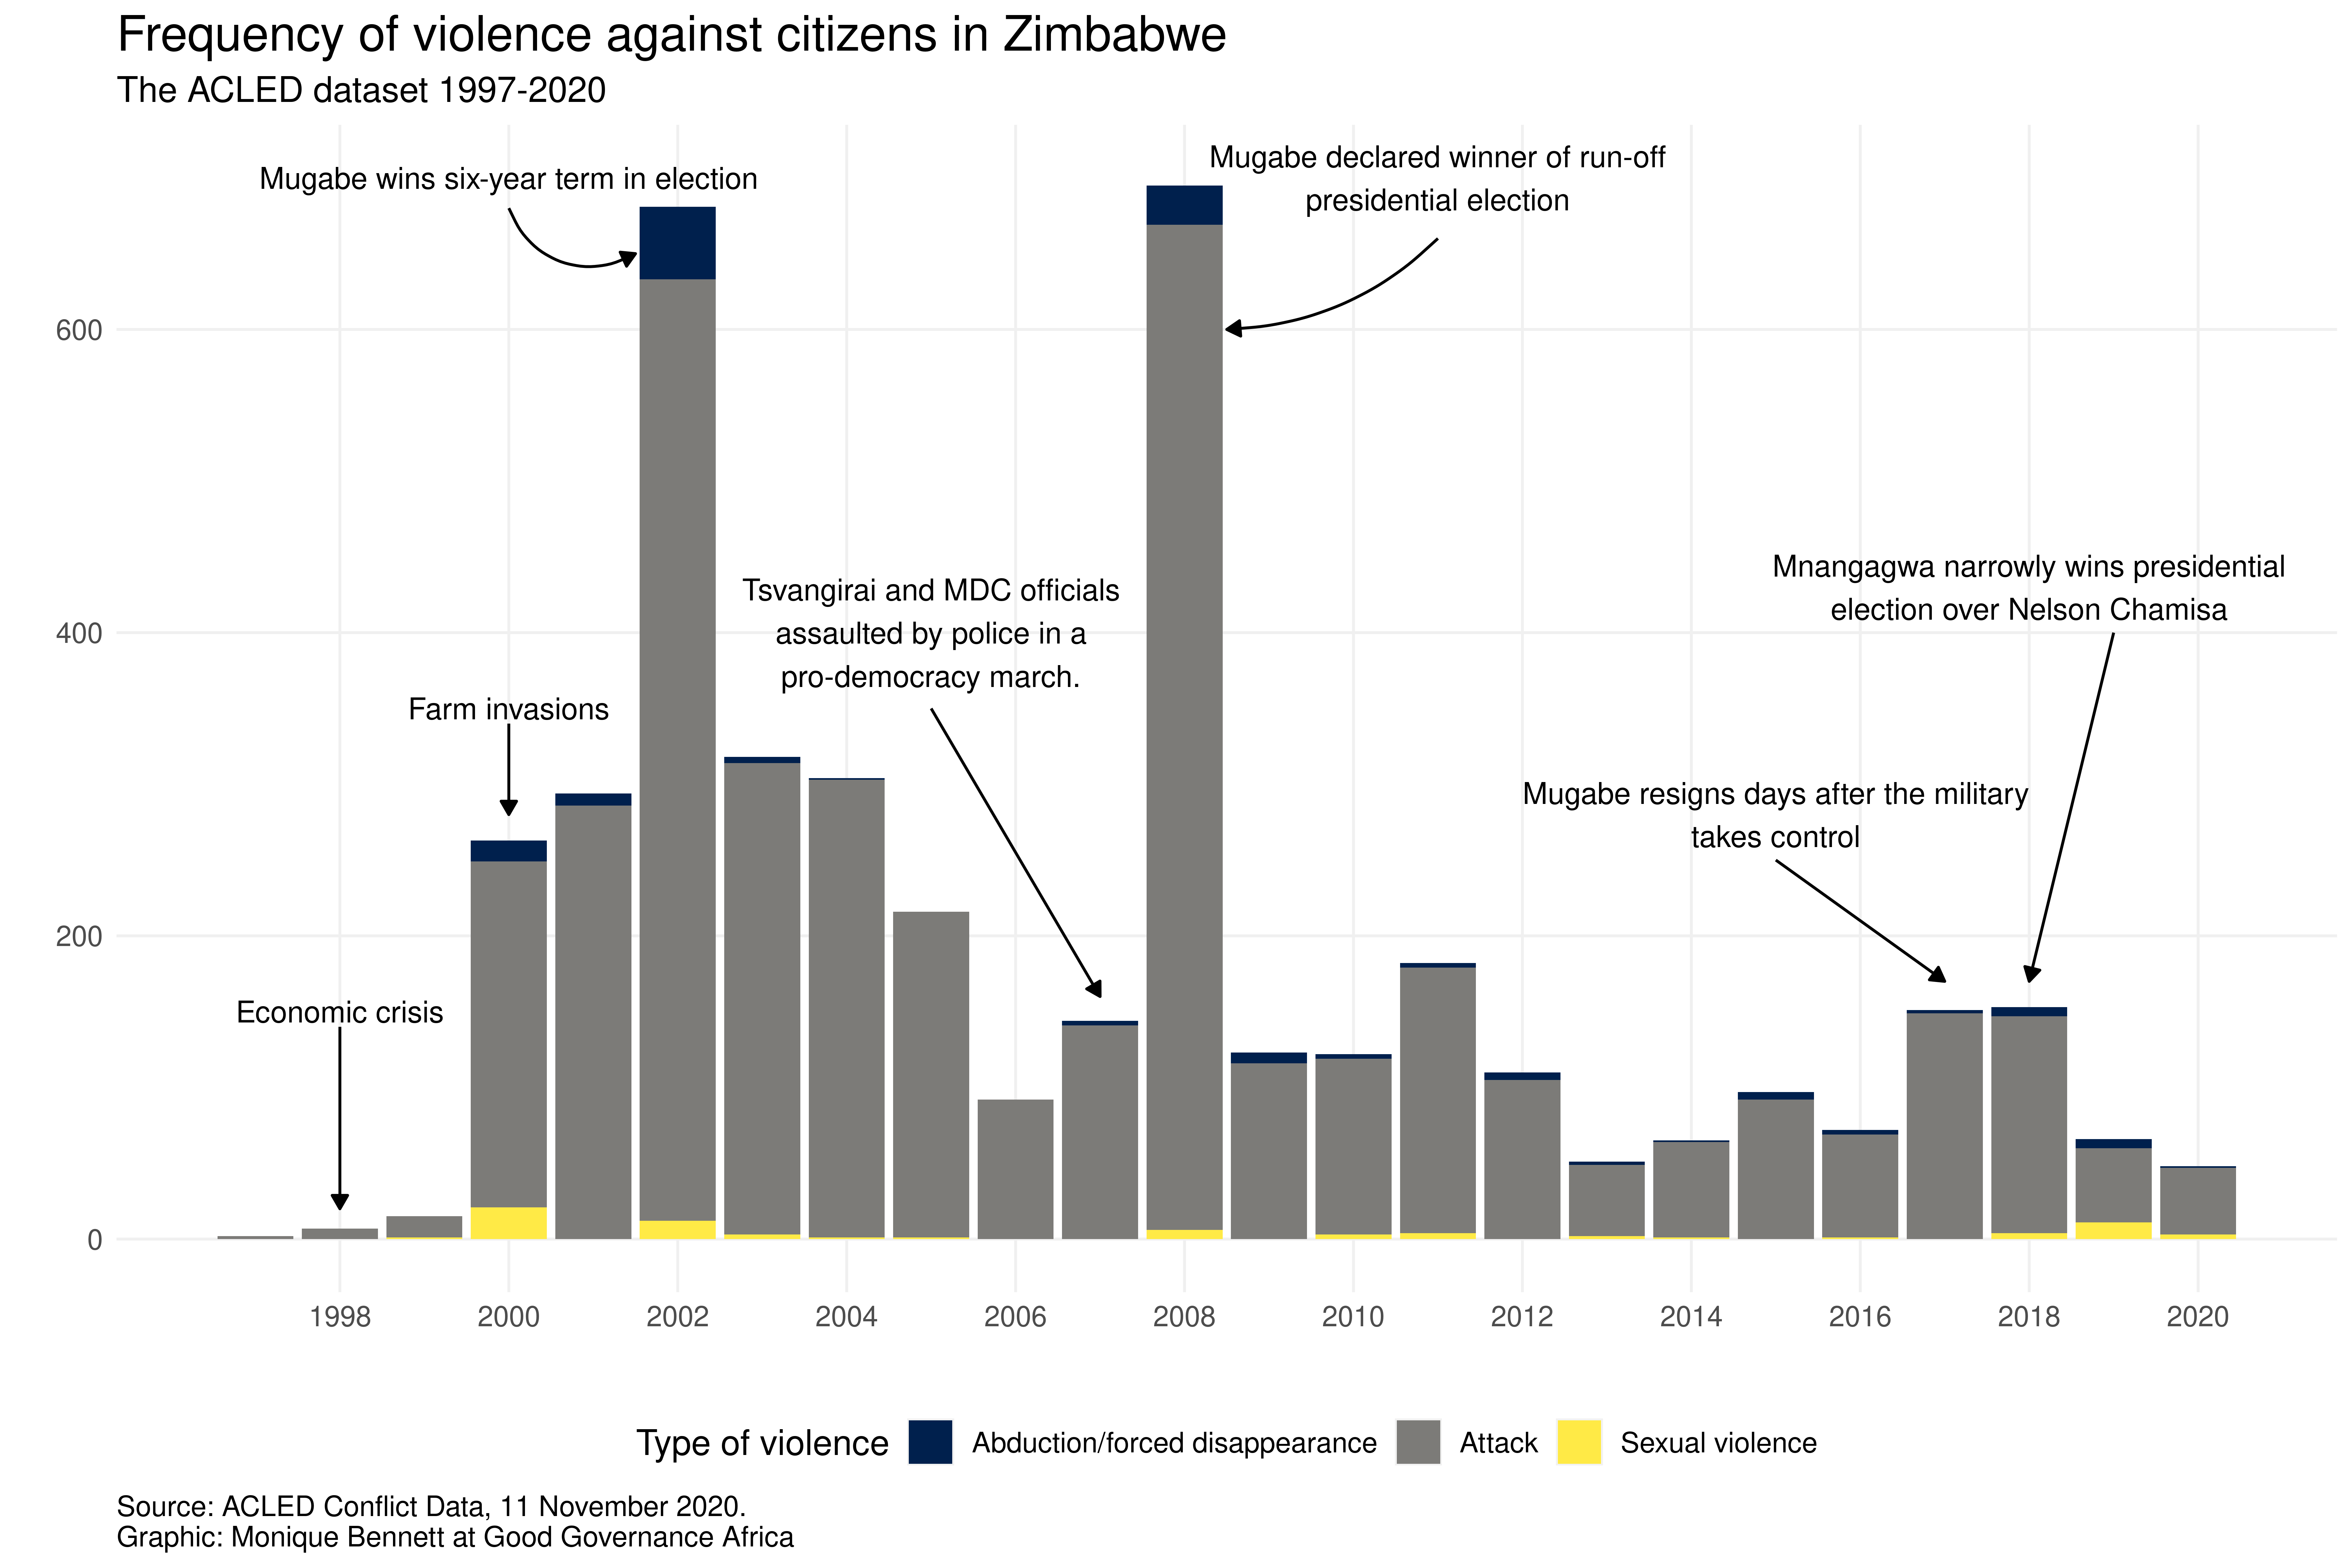 Frequency of violence against citizens in Zimbabwe
The ACLED dataset 1997-2020
Mugabe wins six-year term in election
Mugabe declared winner of run-off
presidential election
600
Tsvangirai and MDC officials
assaulted by police in a
pro-democracy march.
Mnangagwa narrowly wins presidential
election over Nelson Chamisa
400
Farm invasions
Mugabe resigns days after the military
takes control
200
Economic crisis
0
1998
2000
2002
2004
2006
2008
2010
2012
2014
2016
2018
2020
Type of violence
Abduction/forced disappearance
Attack
Sexual violence
Source: ACLED Conflict Data, 11 November 2020.
Graphic: Monique Bennett at Good Governance Africa